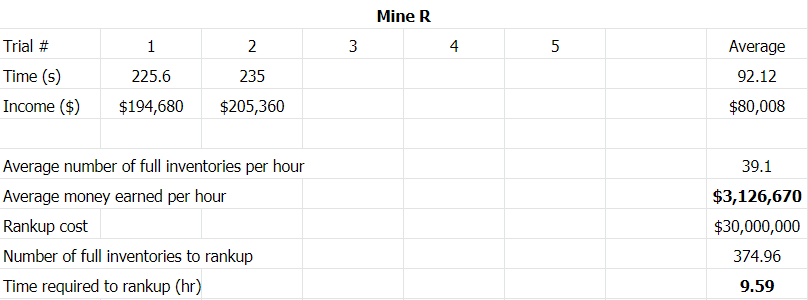 Mine R
Trial # 1 2 3 4 5 Average
Time (s) 225.6 235 92.12
Income ($) $194,680 $205,360 $80,008
Average number of full inventories per hour 39.1
Average money earned per hour $3,126,670
Rankup cost $30,000,000
Number of full inventories to rankup 374.96
Time required to rankup (hr) 9.59